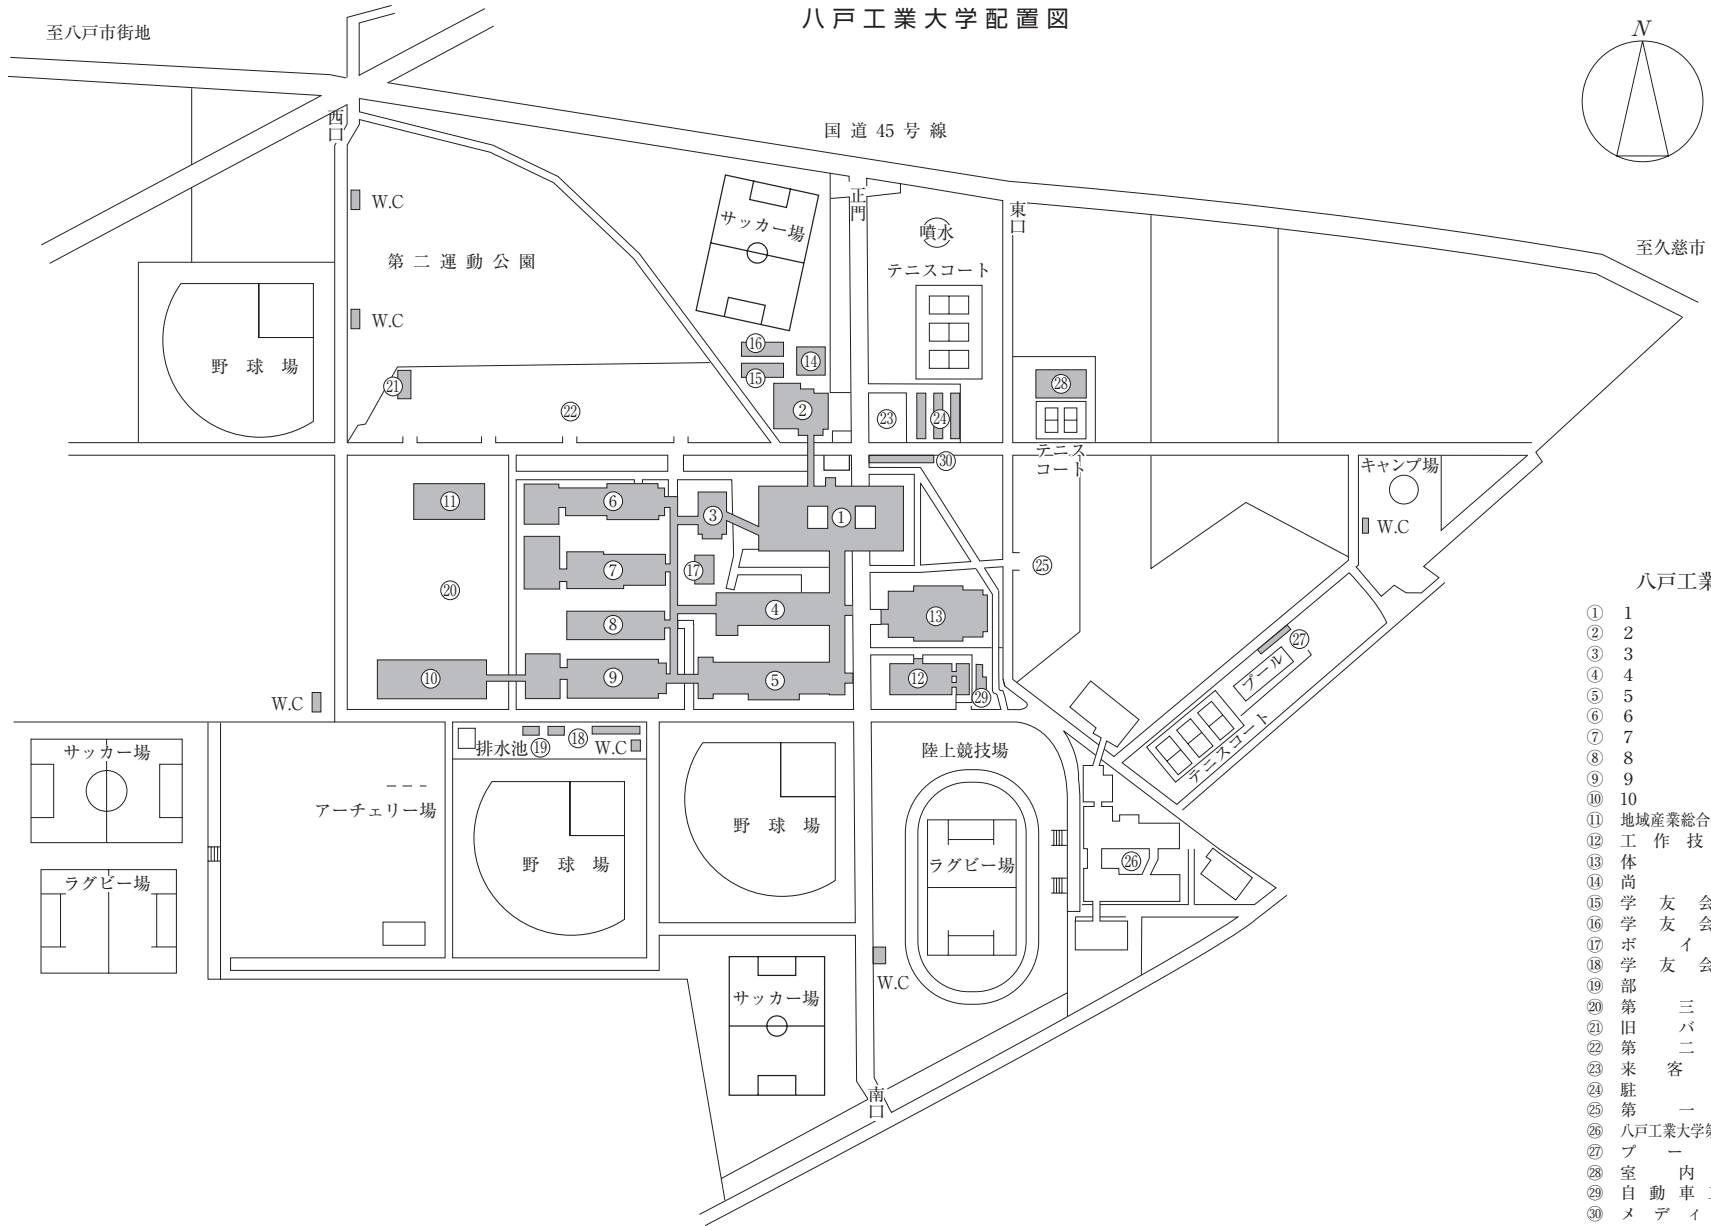 八戸工業大学配置図
至八戸市街地
N
西口
国道45号線
正門
東口
至久慈市
W.C
サッカー場
噴水
第二運動公園
テニスコート
W.C
野球場
⑯
⑭
⑮
㉑
㉘
②
㉒
㉓
㉔
テニス
コート
㉚
キャンプ場
⑪
⑥
③
①
W.C
⑦
⑰
㉕
⑳
④
⑬
⑧
㉗
プール
⑩
⑨
⑤
⑫
㉙
W.C
テニスコート
排水池
⑲
⑱
W.C
サッカー場
陸上競技場
アーチェリー場
野球場
野球場
ラグビー場
㉖
ラグビー場
W.C
サッカー場
南口
八戸工業
① 1
② 2
③ 3
④ 4
⑤ 5
⑥ 6
⑦ 7
⑧ 8
⑨ 9
⑩ 10
⑪ 地域産業総合
⑫ 工作技
⑬ 体
⑭ 尚
⑮ 学友会
⑯ 学友会
⑰ ボイ
⑱ 学友会
⑲ 部
⑳ 第三
㉑ 旧バ
㉒ 第二
㉓ 来客
㉔ 駐
㉕ 第一
㉖ 八戸工業大学第
㉗ プー
㉘ 室内
㉙ 自動車工
㉚ メディ